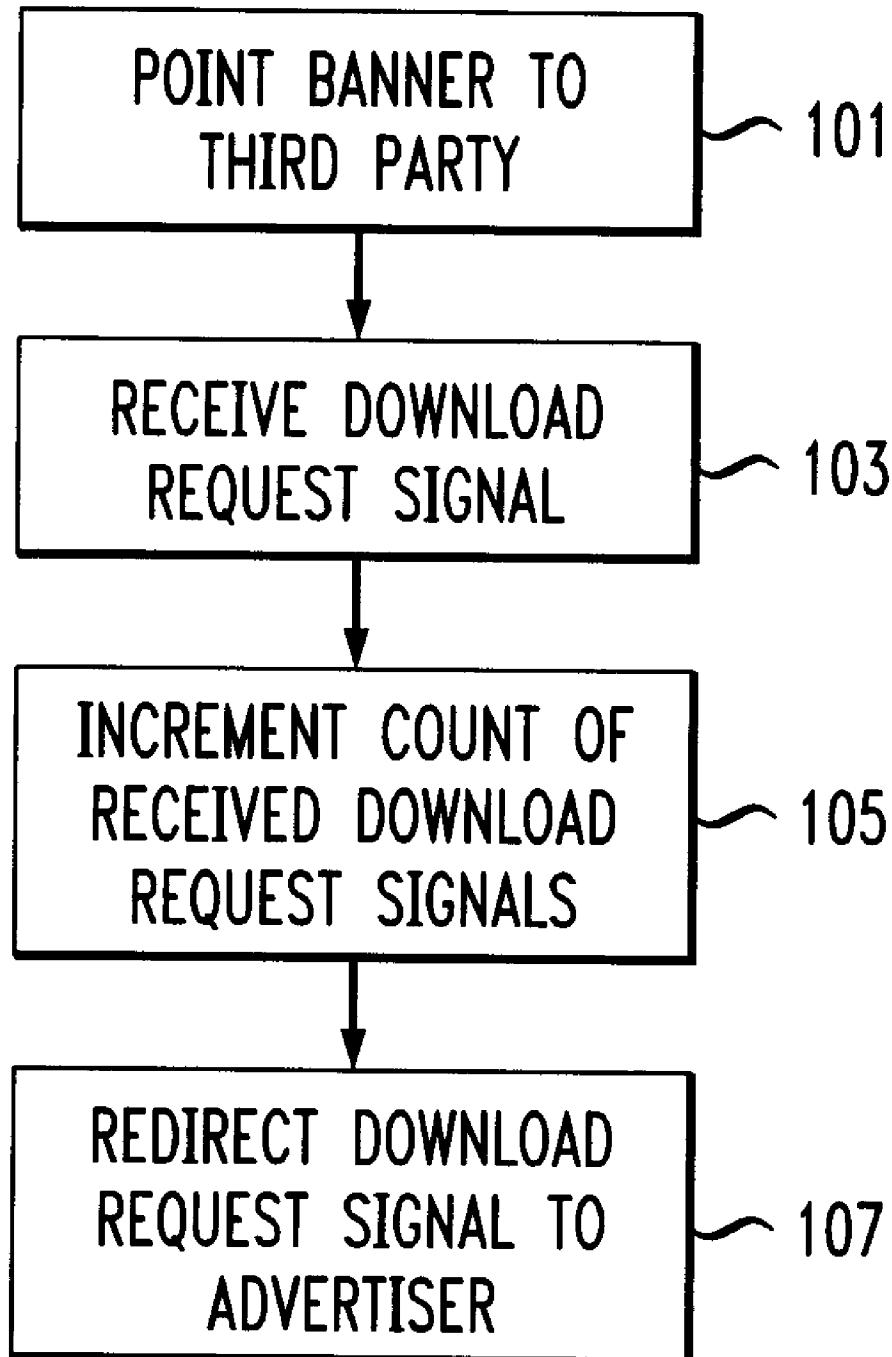 POINT BANNER TO
THIRD PARTY
101
RECEIVE DOWNLOAD
REQUEST SIGNAL
103
INCREMENT COUNT OF
RECEIVED DOWNLOAD
REQUEST SIGNALS
105
REDIRECT DOWNLOAD
REQUEST SIGNAL TO
ADVERTISER
107